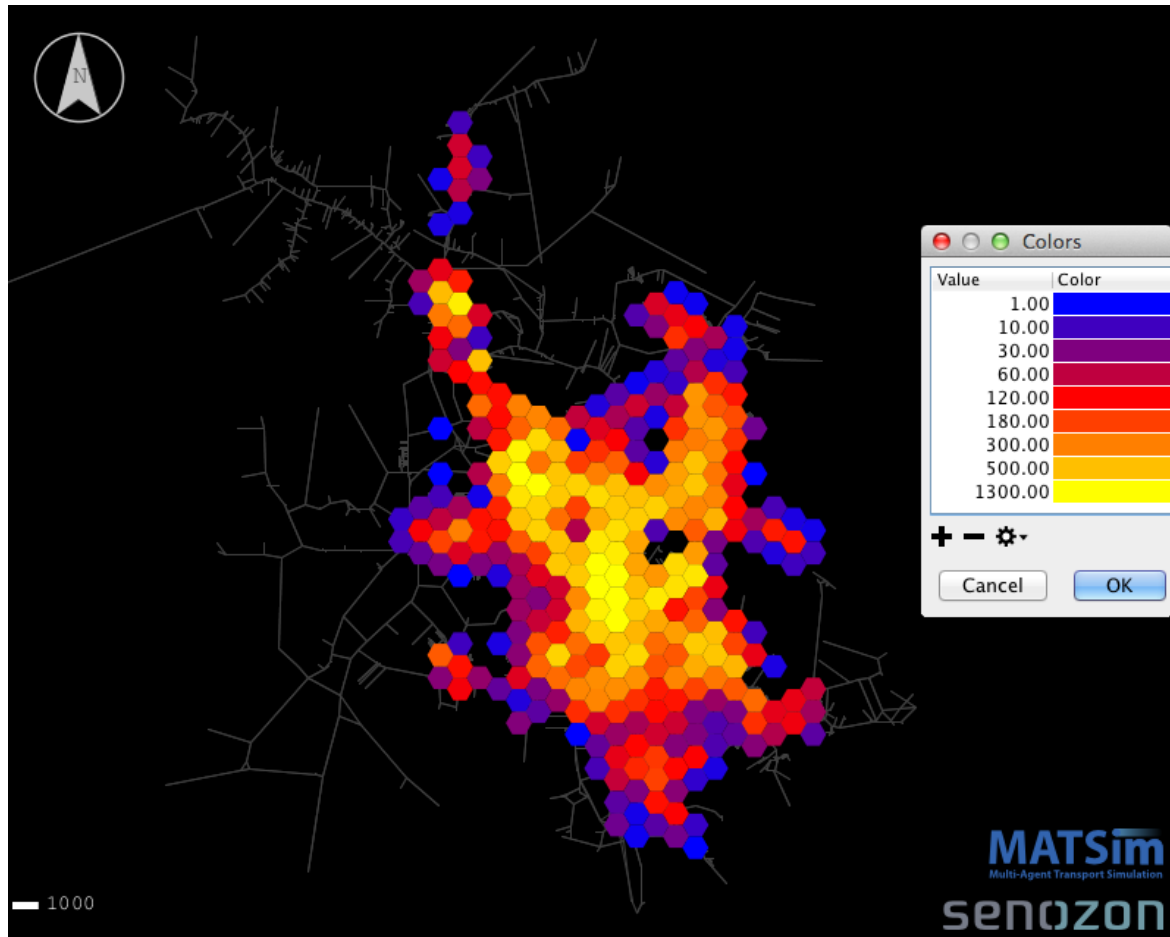 N
Colors
Value Color
1.00
10.00
30.00
60.00
120.00
180.00
300.00
500.00
1300.00
Cancel OK
MATSim
Multi-Agent Transport Simulation
1000
senozon